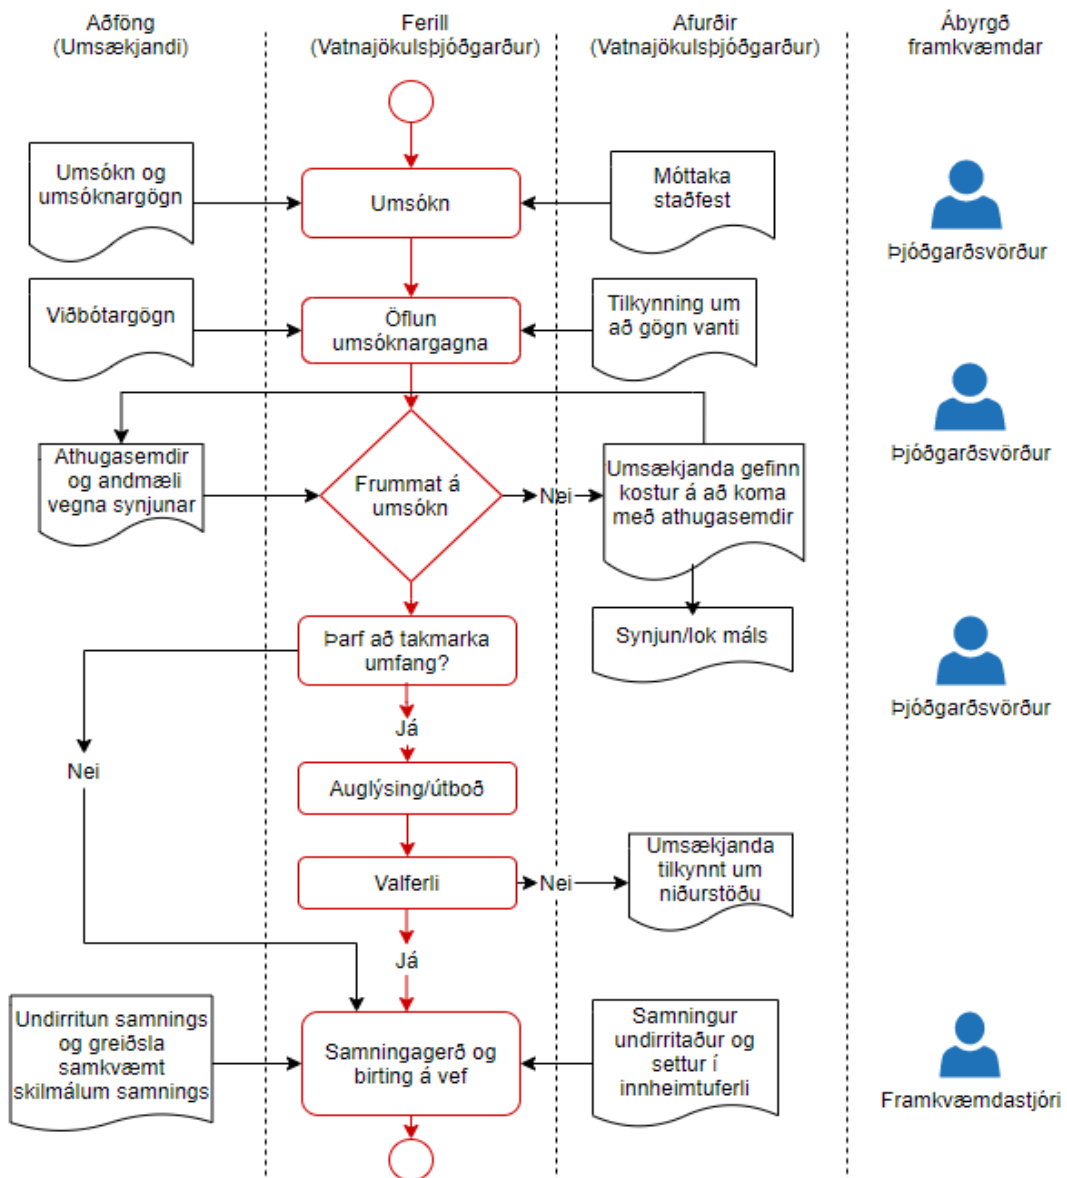 Aðföng
(Umsækjandi)
Ferill
(Vatnajökulsþjóðgarður)
Afurðir
(Vatnajökulsþjóðgarður)
Ábyrgð
framkvæmdar
Umsókn og
umsóknargögn
Umsókn
Móttaka
staðfest
Þjóðgarðsvörður
Viðbótargögn
Öflun
umsóknargagna
Tilkynning um
að gögn vanti
Þjóðgarðsvörður
Athugasemdir
og andmæli
vegna synjunar
Frummat á
umsókn
Nei
Umsækjanda gefinn
kostur á að koma
með athugasemdir
Þarf að takmarka
umfang?
Synjun/lok máls
Þjóðgarðsvörður
Já
Nei
Auglýsing/útboð
Valferli
Nei
Umsækjanda
tilkynnt um
niðurstöðu
Já
Undirritun samnings
og greiðsla
samkvæmt
skilmálum samnings
Samningagerð og
birting á vef
Samningur
undirritaður og
settur í
innheimtuferli
Framkvæmdastjóri